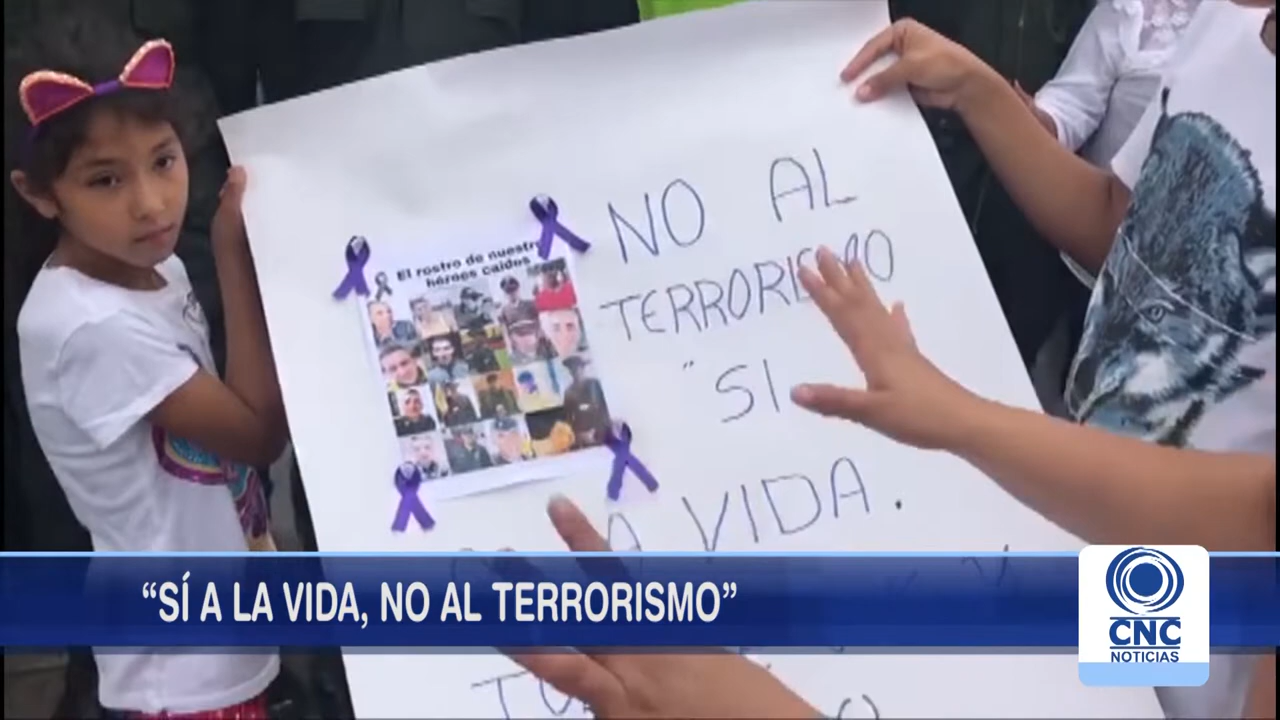 El rostro de nuestr
héroes caídos
NO AL
TERRORISMO
"SI
A VIDA.
“SÍ A LA VIDA, NO AL TERRORISMO”
CNC
NOTICIAS